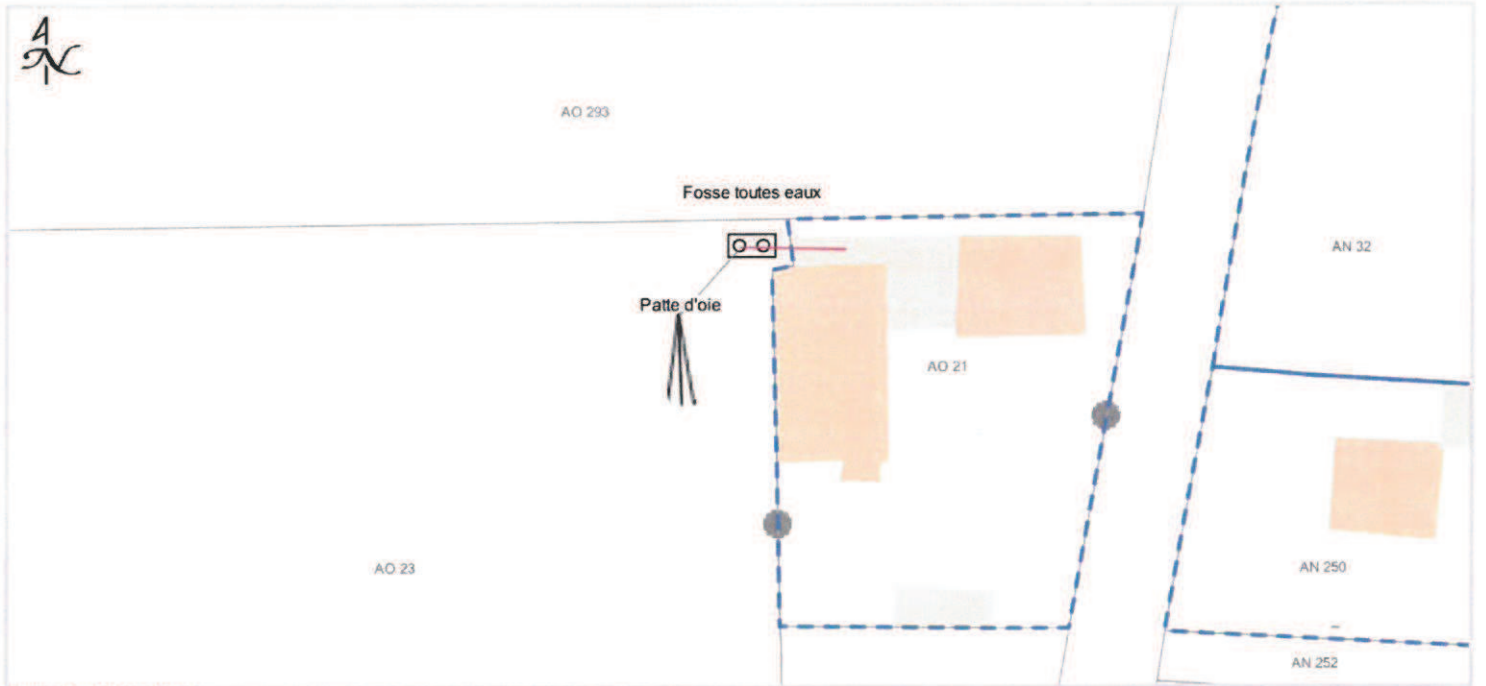 N
AO 293
Fosse toutes eaux
AN 32
Patte d'oie
AO 21
AO 23
AN 250
AN 252